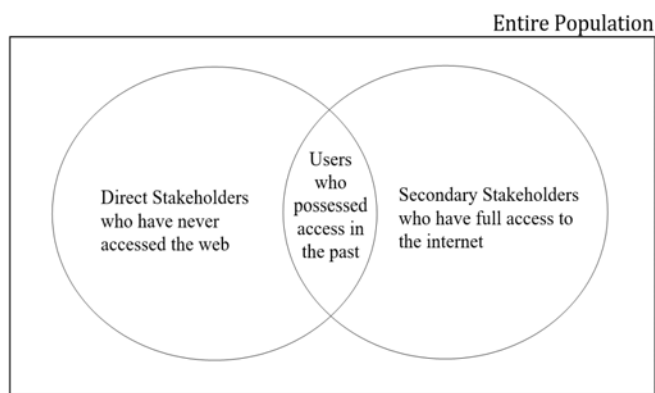 Entire Population
Direct Stakeholders
who have never
accessed the web
Users
who
possessed
access in
the past
Secondary Stakeholders
who have full access to
the internet